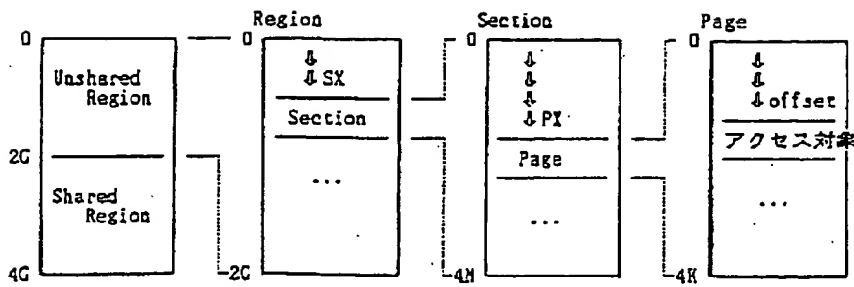 Region
Section
Page
0
0
0
0
Unshared
Region
⇩ SX
Section
⇩ PX
Page
⇩ offset
アクセス対象
...
...
...
2G
Shared
Region
4G
2G
4M
4K